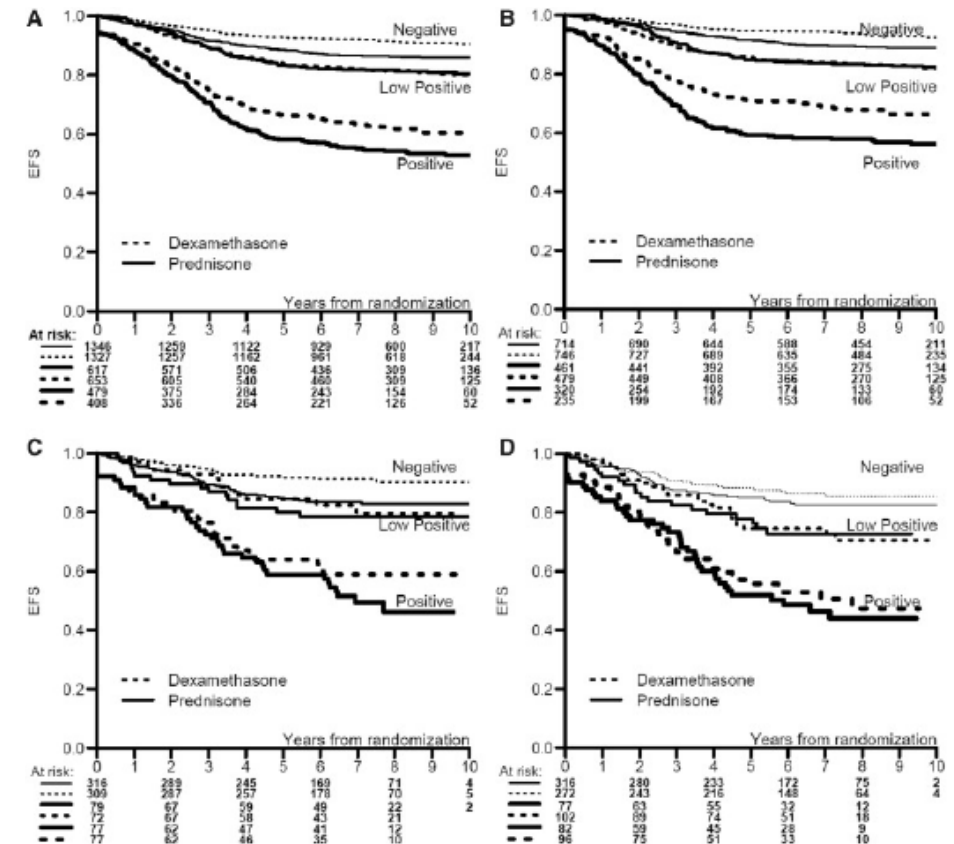 A
1.0
0.8
0.6
0.4
0.2
0.0
EFS
Negative
Low Positive
Positive
Dexamethasone
Prednisone
Years from randomization
0 1 2 3 4 5 6 7 8 9 10
At risk:
1346 1259 1122 929 600 217
1327 1257 1162 961 618 244
617 571 506 436 309 136
653 605 540 460 309 125
479 375 284 243 154 60
408 336 264 221 126 52
B
1.0
0.8
0.6
0.4
0.2
0.0
EFS
Negative
Low Positive
Positive
Dexamethasone
Prednisone
Years from randomization
0 1 2 3 4 5 6 7 8 9 10
At risk:
714 690 644 588 454 211
746 727 689 635 484 235
461 441 392 355 275 134
479 449 408 366 270 125
320 254 192 174 133 60
235 199 167 153 106 52
C
1.0
0.8
0.6
0.4
0.2
0.0
EFS
Negative
Low Positive
Positive
Dexamethasone
Prednisone
Years from randomization
0 1 2 3 4 5 6 7 8 9 10
At risk:
316 289 245 169 71 4
309 287 257 178 70 5
79 67 59 49 22 2
72 67 58 43 21
77 62 47 41 12
77 62 46 35 10
D
1.0
0.8
0.6
0.4
0.2
0.0
EFS
Negative
Low Positive
Positive
Dexamethasone
Prednisone
Years from randomization
0 1 2 3 4 5 6 7 8 9 10
At risk:
316 280 233 172 75 2
272 243 216 148 64 4
77 63 55 32 12
102 89 74 51 18
82 59 45 28 9
96 75 51 33 10